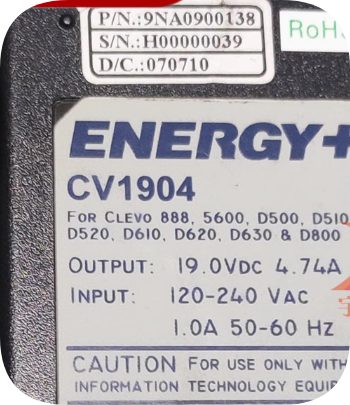 P/N.:9NA0900138
S/N.:H00000039
D/C.:070710
RoH
ENERGY+
CV1904
FOR CLEVO 888, 5600, D500, D510
D520, D610, D620, D630 & D800
OUTPUT: 19.0VDC 4.74A
INPUT: 120-240 VAC
1.0A 50-60 HZ
CAUTION FOR USE ONLY WITH
INFORMATION TECHNOLOGY EQUIP